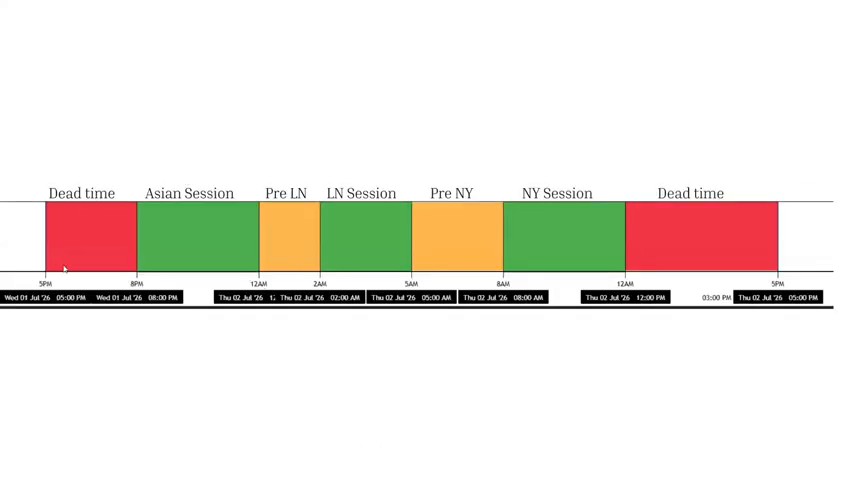 Dead time Asian Session Pre LN LN Session Pre NY NY Session Dead time
5PM 8PM 12AM 2AM 5AM 8AM 12AM 5PM
Wed 01 Jul '26 05:00 PM Wed 01 Jul '26 08:00 PM Thu 02 Jul '26 12 Thu 02 Jul '26 02:00 AM Thu 02 Jul '26 05:00 AM Thu 02 Jul '26 08:00 AM Thu 02 Jul '26 12:00 PM 03:00 PM Thu 02 Jul '26 05:00 PM